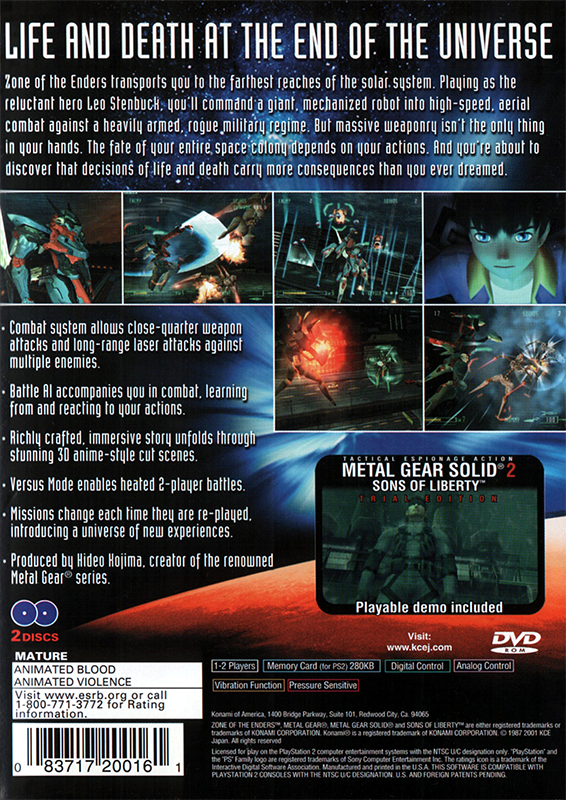 LIFE AND DEATH AT THE END OF THE UNIVERSE
Zone of the Enders transports you to the farthest reaches of the solar system. Playing as the
reluctant hero Leo Stenbuck, you'll command a giant, mechanized robot into high-speed, aerial
combat against a heavily armed, rogue military regime. But massive weaponry isn't the only thing
in your hands. The fate of your entire space colony depends on your actions. And you're about to
discover that decisions of life and death carry more consequences than you ever dreamed.
• Combat system allows close-quarter weapon
attacks and long-range laser attacks against
multiple enemies.
• Battle AI accompanies you in combat, learning
from and reacting to your actions.
• Richly crafted, immersive story unfolds through
stunning 3D anime-style cut scenes.
• Versus Mode enables heated 2-player battles.
• Missions change each time they are re-played,
introducing a universe of new experiences.
• Produced by Hideo Kojima, creator of the renowned
Metal Gear® series.
TACTICAL ESPIONAGE ACTION
METAL GEAR SOLID® 2
SONS OF LIBERTY™
TRIAL EDITION
Playable demo included
2 DISCS
Visit:
www.kcej.com
DVD
ROM
MATURE
ANIMATED BLOOD
ANIMATED VIOLENCE
Visit www.esrb.org or call
1-800-771-3772 for Rating
information.
1-2 Players
Memory Card (for PS2) 280KB
Digital Control
Analog Control
Vibration Function
Pressure Sensitive
Konami of America, 1400 Bridge Parkway, Suite 101, Redwood City, Ca. 94065
ZONE OF THE ENDERS™, METAL GEAR®, METAL GEAR SOLID® and SONS OF LIBERTY™ are either registered trademarks or
trademarks of KONAMI CORPORATION. Konami® is a registered trademark of KONAMI CORPORATION. © 1987 2001 KCE
Japan. All rights reserved
Licensed for play on the PlayStation 2 computer entertainment systems with the NTSC U/C designation only. "PlayStation" and
the "PS" Family logo are registered trademarks of Sony Computer Entertainment Inc. The ratings icon is a trademark of the
Interactive Digital Software Association. Manufactured and printed in the U.S.A. THIS SOFTWARE IS COMPATIBLE WITH
PLAYSTATION 2 CONSOLES WITH THE NTSC U/C DESIGNATION. U.S. AND FOREIGN PATENTS PENDING.
0 83717 20016 1